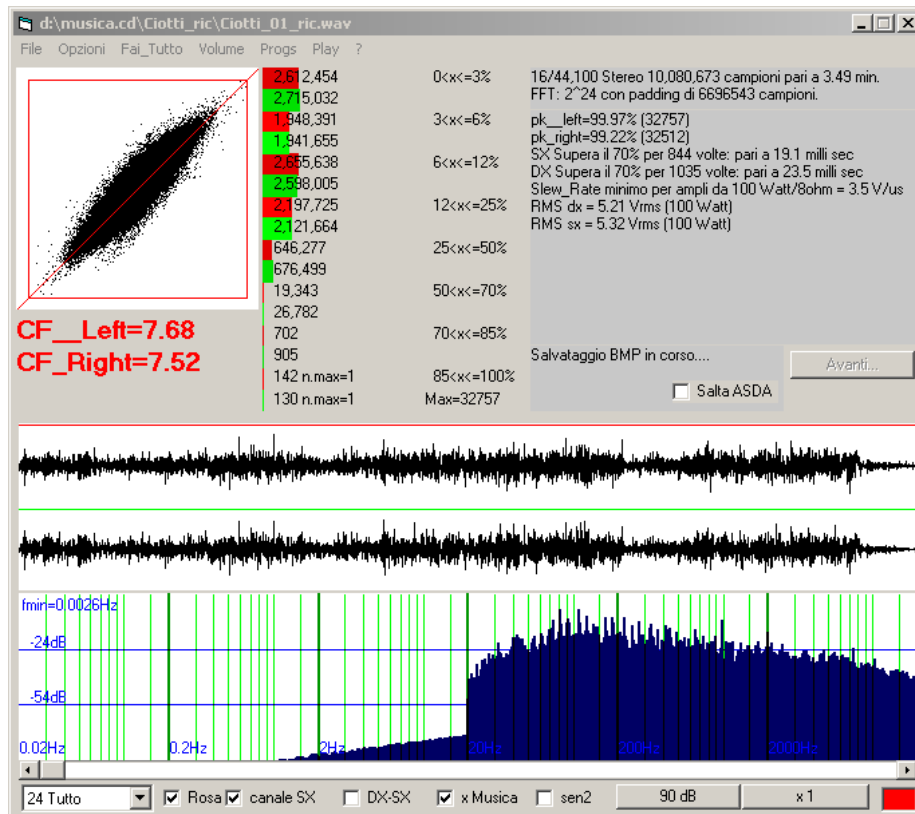 d:\musica.cd\Ciotti_ric\Ciotti_01_ric.wav
File Opzioni Fai_Tutto Volume Progs Play ?
2,612,454 0<x<=3%
2,715,032
1,948,391 3<x<=6%
1,941,655
2,655,638 6<x<=12%
2,598,005
2,197,725 12<x<=25%
2,121,664
646,277 25<x<=50%
676,499
19,343 50<x<=70%
26,782
702 70<x<=85%
905
142 n.max=1 85<x<=100%
130 n.max=1 Max=32757
CF__Left=7.68
CF_Right=7.52
16/44,100 Stereo 10,080,673 campioni pari a 3.49 min.
FFT: 2^24 con padding di 6696543 campioni.
pk__left=99.97% (32757)
pk_right=99.22% (32512)
SX Supera il 70% per 844 volte: pari a 19.1 milli sec
DX Supera il 70% per 1035 volte: pari a 23.5 milli sec
Slew_Rate minimo per ampli da 100 Watt/8ohm = 3.5 V/us
RMS dx = 5.21 Vrms (100 Watt)
RMS sx = 5.32 Vrms (100 Watt)
Salvataggio BMP in corso....
Avanti...
Salta ASDA
fmin=0.0026Hz
-24dB
-54dB
0.02Hz 0.2Hz 2Hz 20Hz 200Hz 2000Hz
24 Tutto Rosa canale SX DX-SX x Musica sen2 90 dB x 1